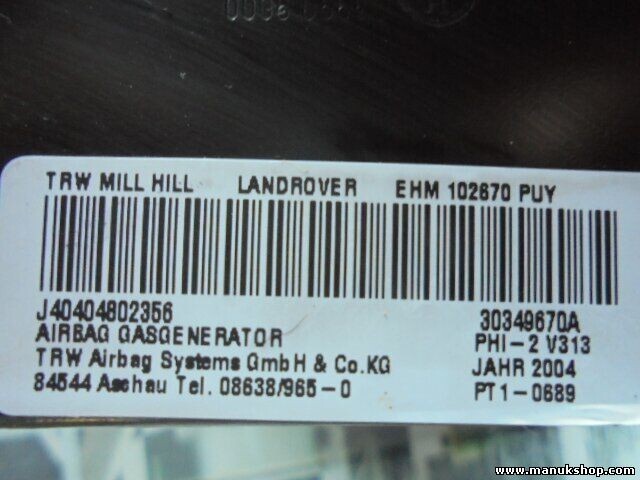 TRW MILL HILL LANDROVER EHM 102670 PUY
J40404802356 30349670A
AIRBAG GASGENERATOR PHI-2 V313
TRW Airbag Systems GmbH & Co.KG JAHR 2004
84544 Aschau Tel. 08638/965-0 PT1-0689
www.manukshop.com